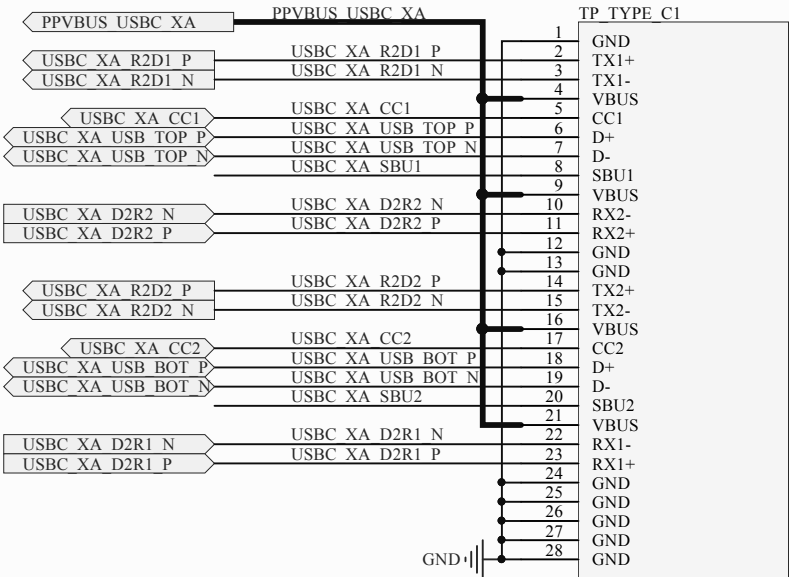 PPVBUS_USBC_XA PPVBUS_USBC_XA TP_TYPE_C1
1 GND
USBC_XA_R2D1_P USBC_XA_R2D1_P 2 TX1+
USBC_XA_R2D1_N USBC_XA_R2D1_N 3 TX1-
4 VBUS
USBC_XA_CC1 USBC_XA_CC1 5 CC1
USBC_XA_USB_TOP_P USBC_XA_USB_TOP_P 6 D+
USBC_XA_USB_TOP_N USBC_XA_USB_TOP_N 7 D-
USBC_XA_SBU1 8 SBU1
9 VBUS
USBC_XA_D2R2_N USBC_XA_D2R2_N 10 RX2-
USBC_XA_D2R2_P USBC_XA_D2R2_P 11 RX2+
12 GND
13 GND
USBC_XA_R2D2_P USBC_XA_R2D2_P 14 TX2+
USBC_XA_R2D2_N USBC_XA_R2D2_N 15 TX2-
16 VBUS
USBC_XA_CC2 USBC_XA_CC2 17 CC2
USBC_XA_USB_BOT_P USBC_XA_USB_BOT_P 18 D+
USBC_XA_USB_BOT_N USBC_XA_USB_BOT_N 19 D-
USBC_XA_SBU2 20 SBU2
21 VBUS
USBC_XA_D2R1_N USBC_XA_D2R1_N 22 RX1-
USBC_XA_D2R1_P USBC_XA_D2R1_P 23 RX1+
24 GND
25 GND
26 GND
27 GND
GND 28 GND